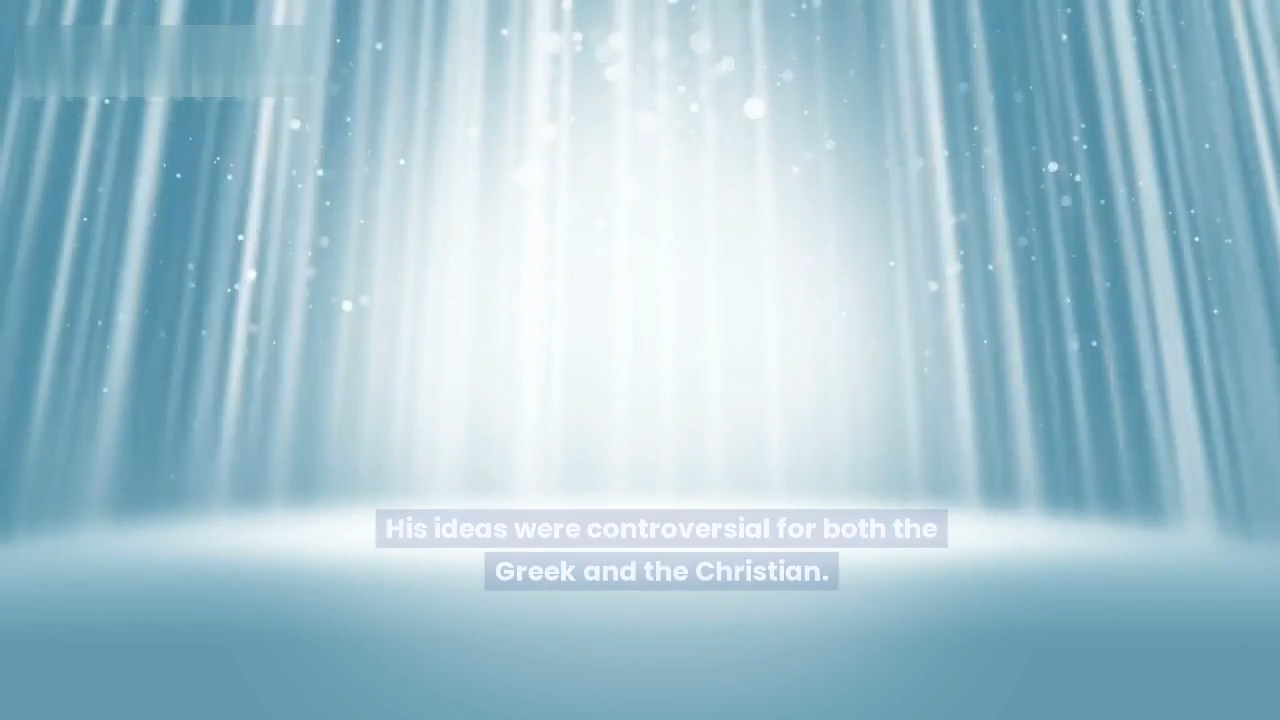 His ideas were controversial for both the
Greek and the Christian.